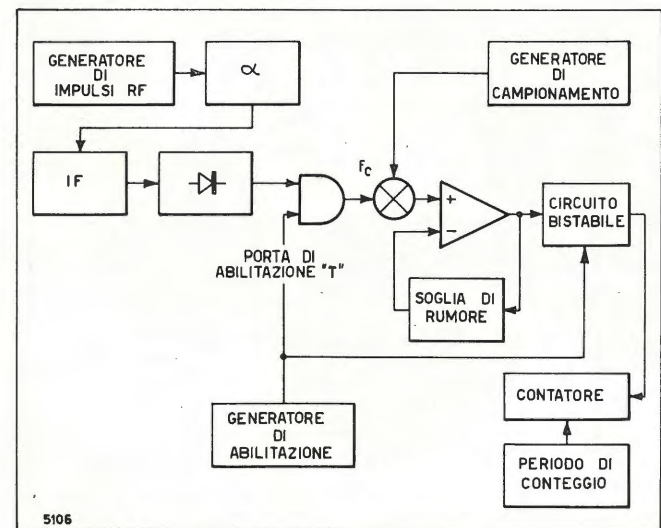 GENERATORE
DI
IMPULSI RF
α
GENERATORE
DI
CAMPIONAMENTO
IF
Fc
+
−
CIRCUITO
BISTABILE
PORTA DI
ABILITAZIONE "T"
SOGLIA DI
RUMORE
GENERATORE
DI
ABILITAZIONE
CONTATORE
PERIODO DI
CONTEGGIO
5106